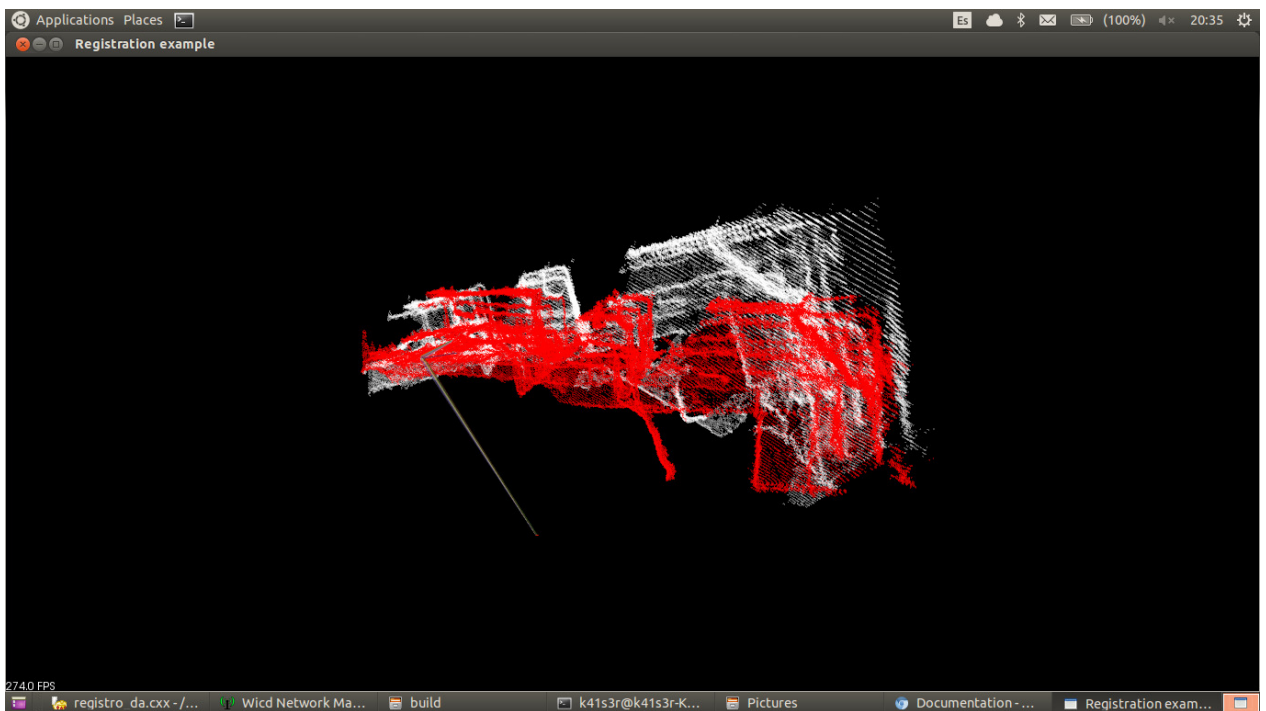 Applications Places Es (100%) 20:35
Registration example
274.0 FPS
registro_da.cxx - /... Wicd Network Ma... build k41s3r@k41s3r-K... Pictures Documentation - ... Registration exam...